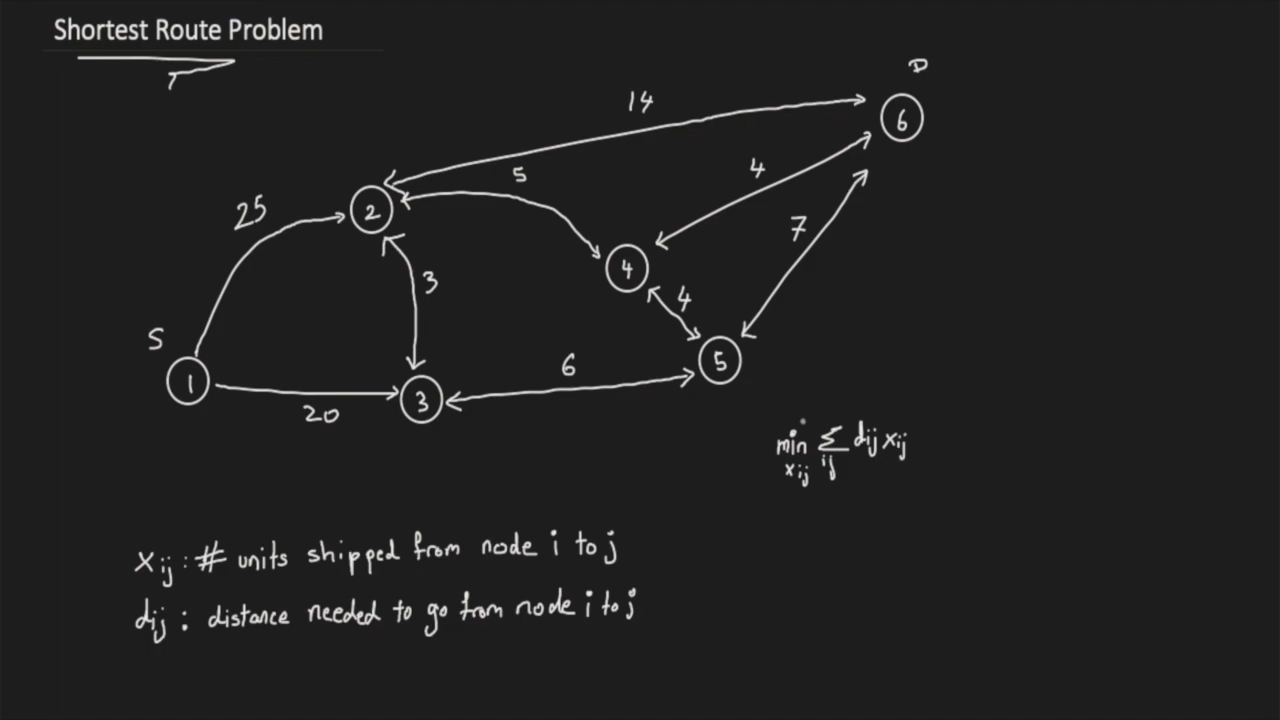 Shortest Route Problem
D
14
6
5
4
25
2
7
4
3
4
S
5
6
1
3
20
min Σ dij xij
xij ij
xij : # units shipped from node i to j
dij : distance needed to go from node i to j